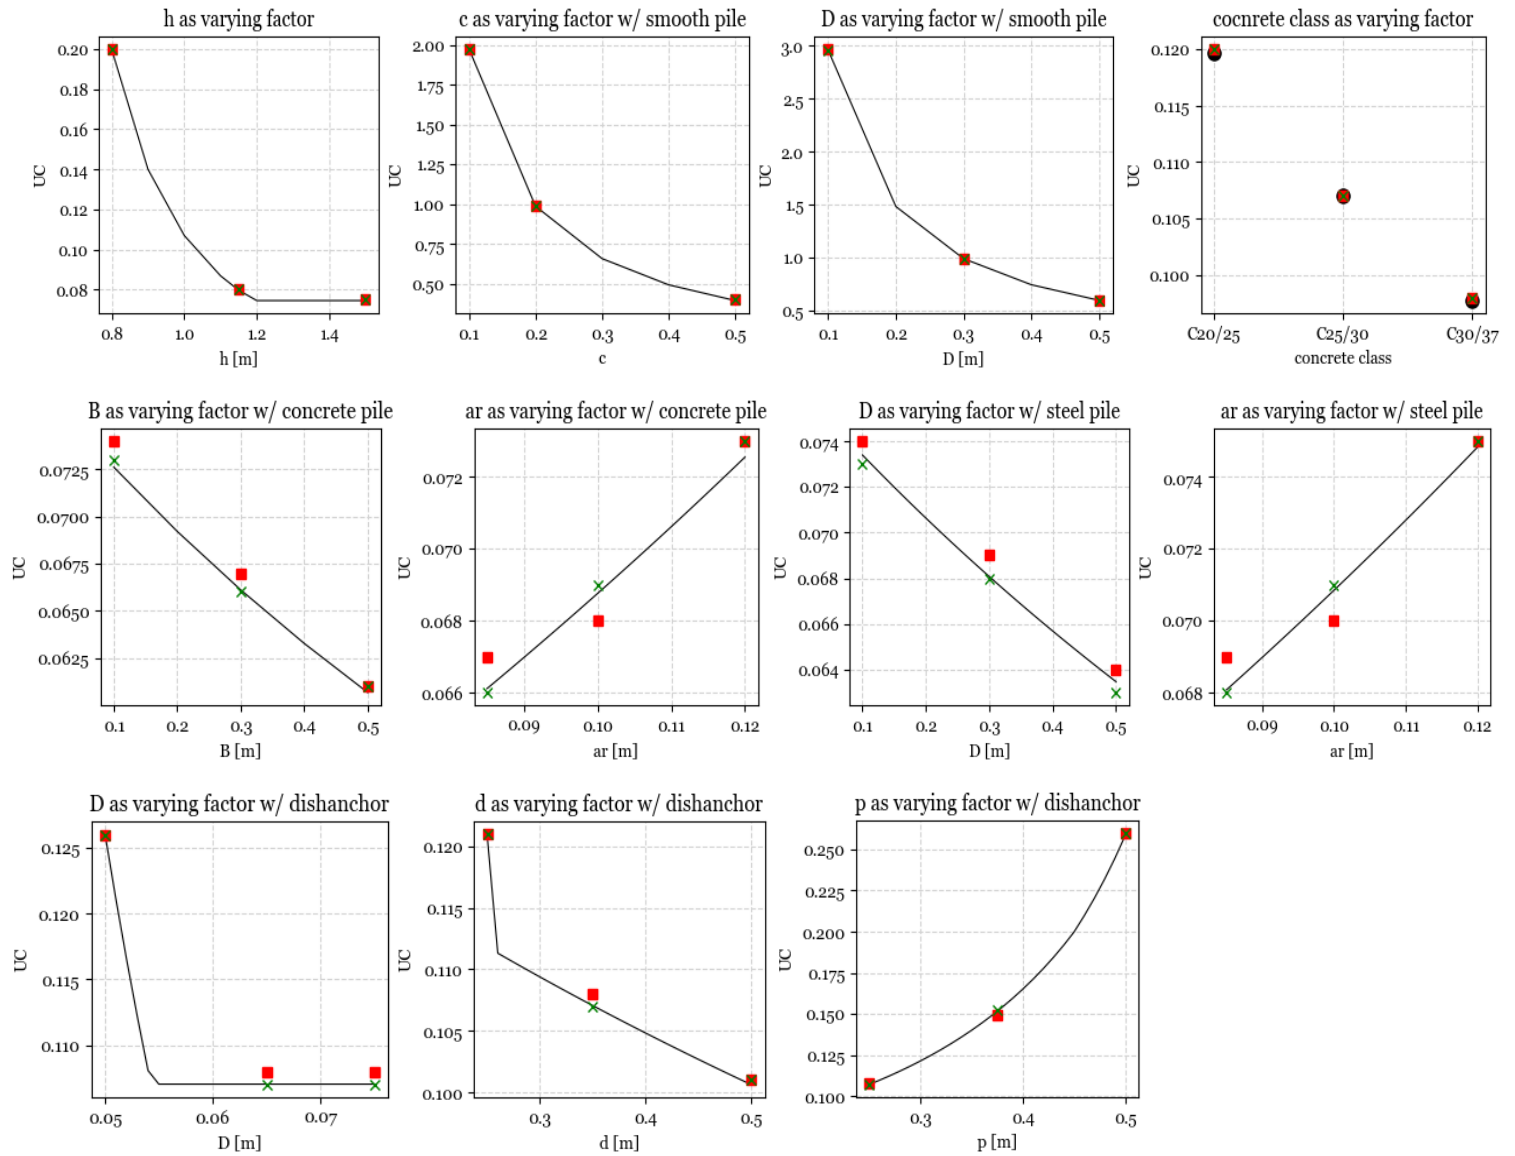 h as varying factor
UC
0.20
0.18
0.16
0.14
0.12
0.10
0.08
0.8 1.0 1.2 1.4
h [m]
c as varying factor w/ smooth pile
UC
2.00
1.75
1.50
1.25
1.00
0.75
0.50
0.1 0.2 0.3 0.4 0.5
c
D as varying factor w/ smooth pile
UC
3.0
2.5
2.0
1.5
1.0
0.5
0.1 0.2 0.3 0.4 0.5
D [m]
cocnrete class as varying factor
UC
0.120
0.115
0.110
0.105
0.100
C20/25 C25/30 C30/37
concrete class
B as varying factor w/ concrete pile
UC
0.0725
0.0700
0.0675
0.0650
0.0625
0.1 0.2 0.3 0.4 0.5
B [m]
ar as varying factor w/ concrete pile
UC
0.072
0.070
0.068
0.066
0.09 0.10 0.11 0.12
ar [m]
D as varying factor w/ steel pile
UC
0.074
0.072
0.070
0.068
0.066
0.064
0.1 0.2 0.3 0.4 0.5
D [m]
ar as varying factor w/ steel pile
UC
0.074
0.072
0.070
0.068
0.09 0.10 0.11 0.12
ar [m]
D as varying factor w/ dishanchor
UC
0.125
0.120
0.115
0.110
0.05 0.06 0.07
D [m]
d as varying factor w/ dishanchor
UC
0.120
0.115
0.110
0.105
0.100
0.3 0.4 0.5
d [m]
p as varying factor w/ dishanchor
UC
0.250
0.225
0.200
0.175
0.150
0.125
0.100
0.3 0.4 0.5
p [m]